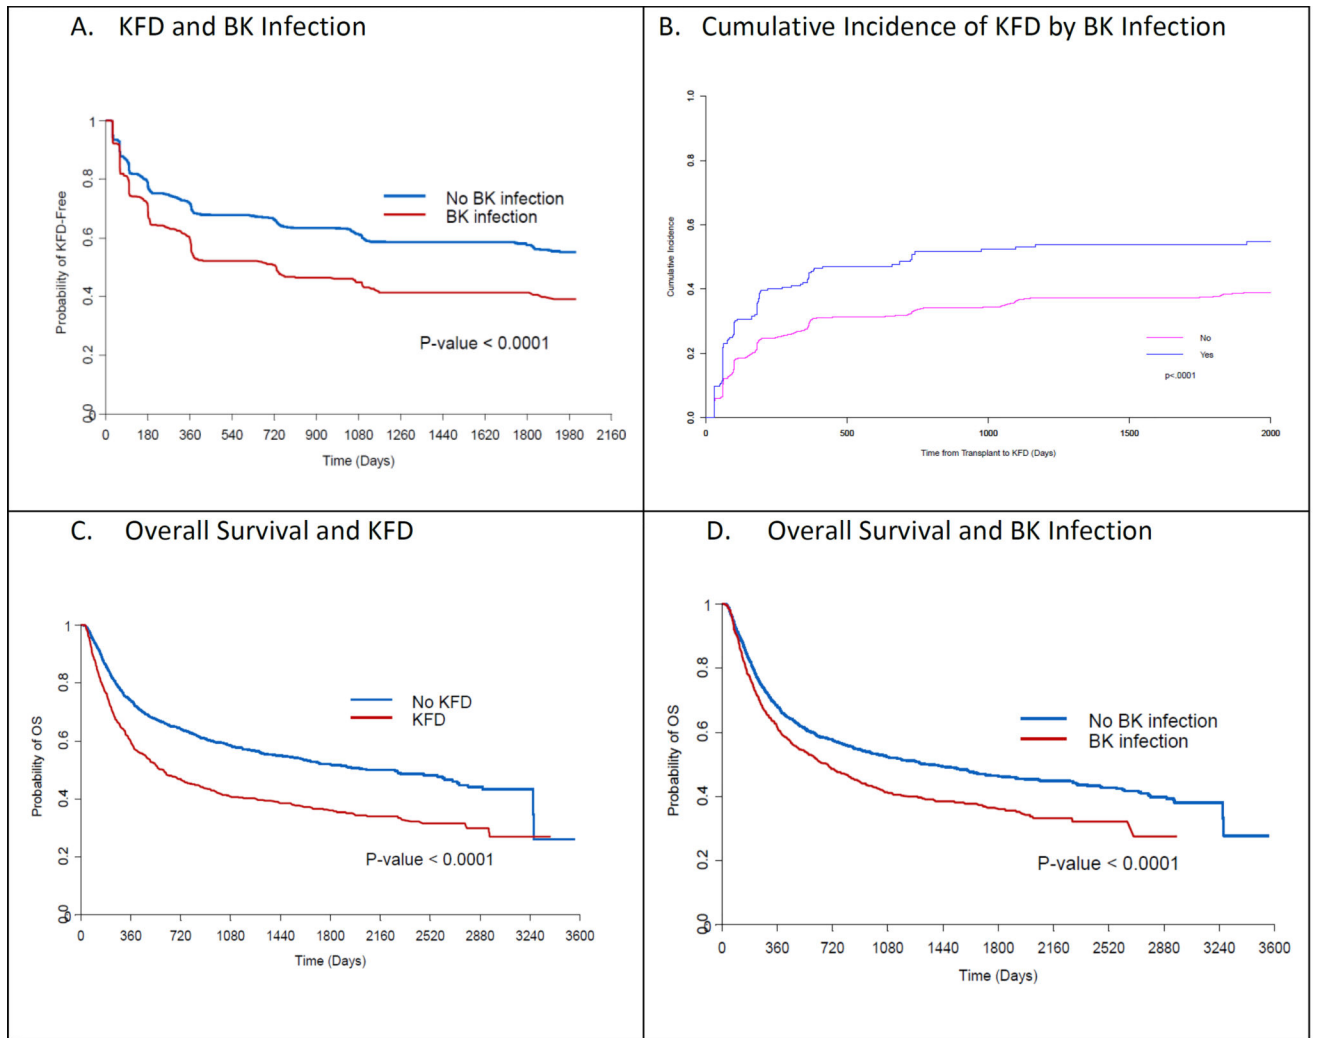 A. KFD and BK Infection
1
0.8
0.6
0.4
0.2
0.0
Probability of KFD-Free
No BK infection
BK infection
P-value < 0.0001
0 180 360 540 720 900 1080 1260 1440 1620 1800 1980 2160
Time (Days)
B. Cumulative Incidence of KFD by BK Infection
1.0
0.8
0.6
0.4
0.2
0.0
Cumulative Incidence
No
Yes
p<.0001
0 500 1000 1500 2000
Time from Transplant to KFD (Days)
C. Overall Survival and KFD
1
0.8
0.6
0.4
0.2
0.0
Probability of OS
No KFD
KFD
P-value < 0.0001
0 360 720 1080 1440 1800 2160 2520 2880 3240 3600
Time (Days)
D. Overall Survival and BK Infection
1
0.8
0.6
0.4
0.2
0.0
Probability of OS
No BK infection
BK infection
P-value < 0.0001
0 360 720 1080 1440 1800 2160 2520 2880 3240 3600
Time (Days)